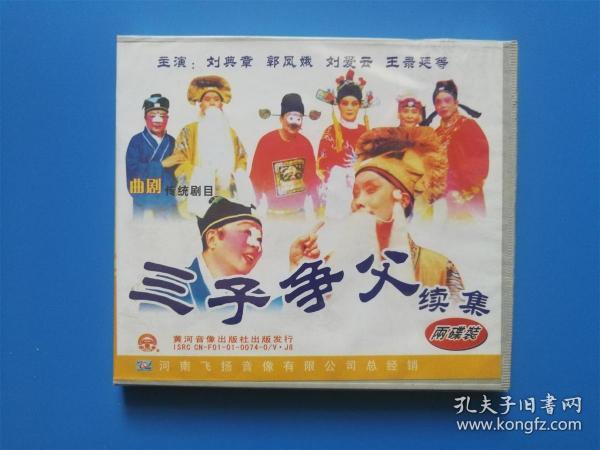 主演：刘典章 郭凤娥 刘爱云 王录廷等
曲剧传统剧目
三子争父续集
兩碟裝
黄河音像出版社出版发行
ISRC CN-F01-01-0074-0/V·J8
河南飞扬音像有限公司总经销
孔夫子旧书网
www.kongfz.com